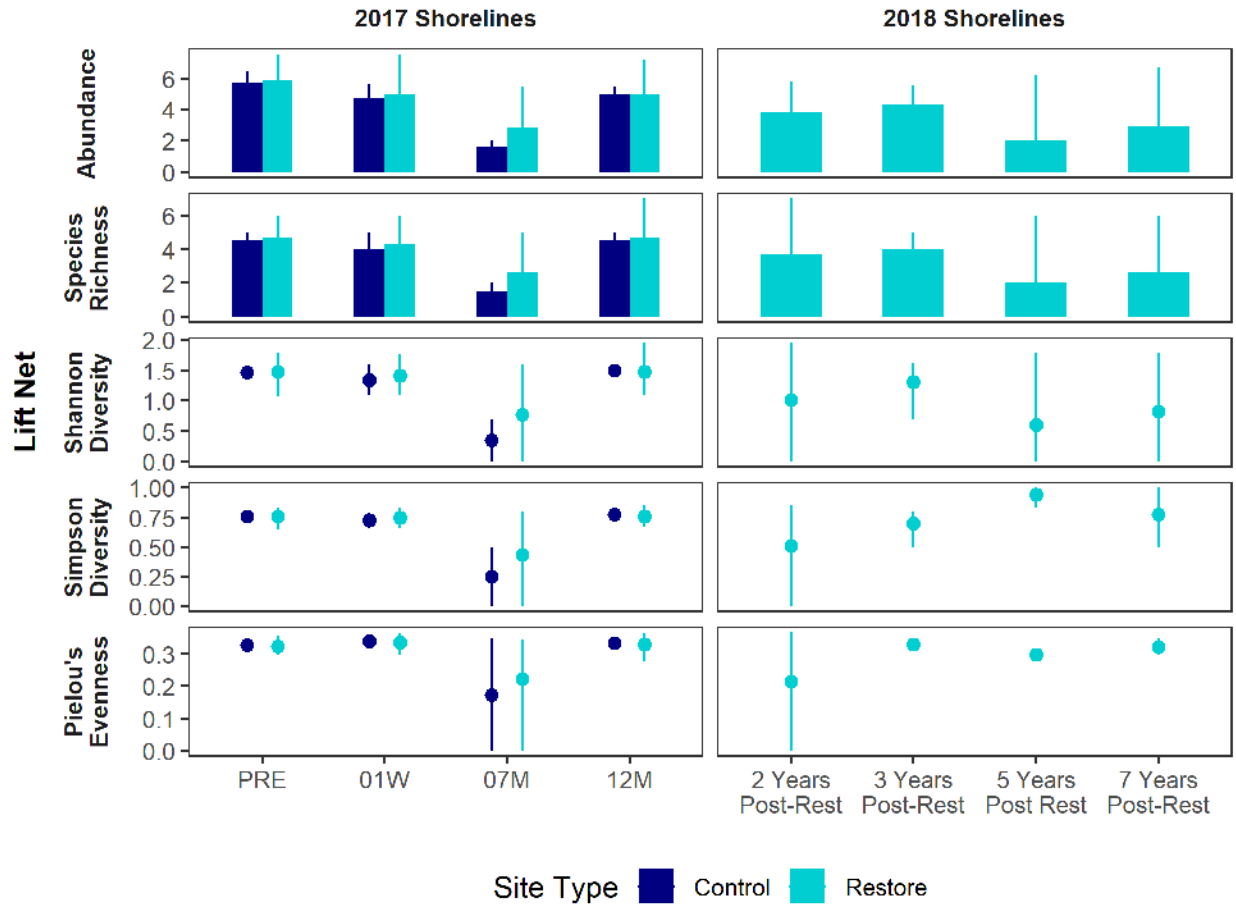 2017 Shorelines
2018 Shorelines
Lift Net
Abundance
6
4
2
0
Species
Richness
6
4
2
0
Shannon
Diversity
2.0
1.5
1.0
0.5
0.0
Simpson
Diversity
1.00
0.75
0.50
0.25
0.00
Pielou's
Evenness
0.3
0.2
0.1
0.0
PRE
01W
07M
12M
2 Years
Post-Rest
3 Years
Post-Rest
5 Years
Post Rest
7 Years
Post-Rest
Site Type
Control
Restore